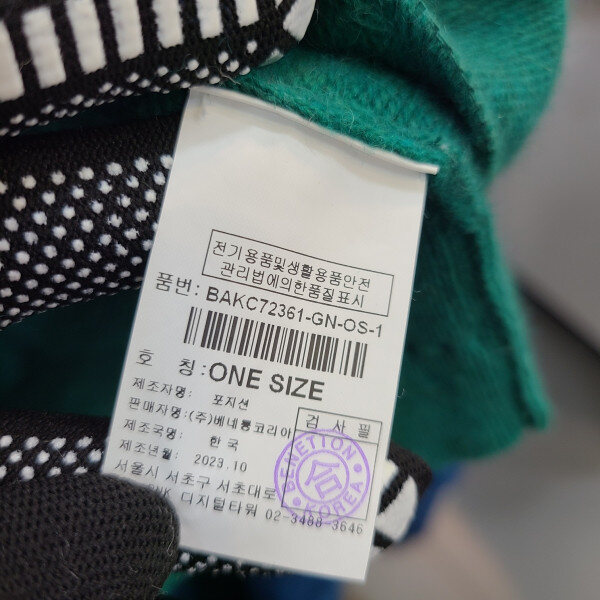 전기용품및생활용품안전
관리법에의한품질표시
품번: BAKC72361-GN-OS-1
호 칭: ONE SIZE
제조자명: 포지션
판매자명:(주)베네통코리아
제조국명: 한국
제조년월: 2023.10
검사필
BENETTON KOREA 合
서울시 서초구 서초대로
디지털타워 02-3488-3646